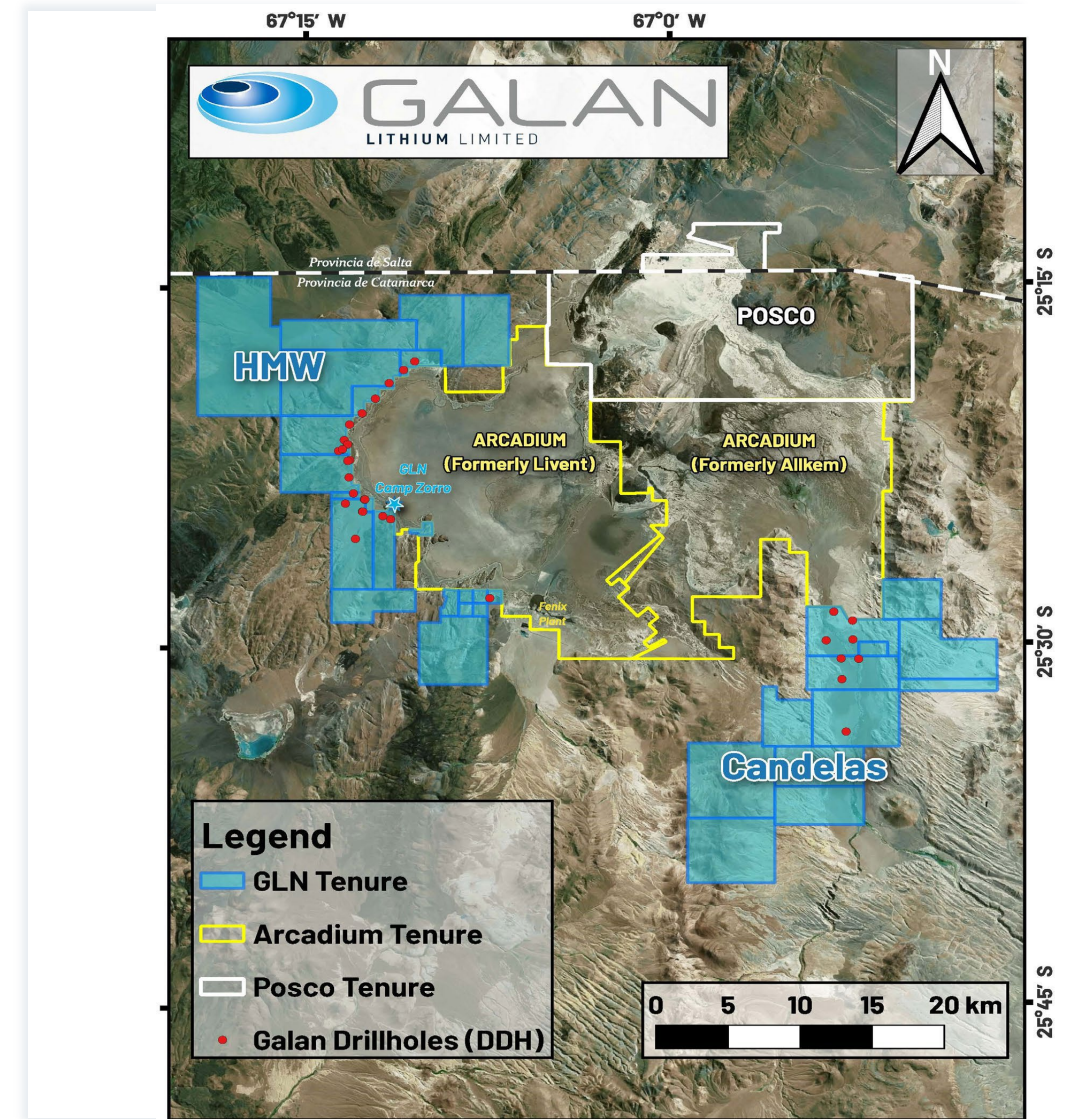 67°15′ W
67°0′ W
GALAN
LITHIUM LIMITED
N
Provincia de Salta
Provincia de Catamarca
25°15′ S
POSCO
HMW
ARCADIUM
(Formerly Livent)
ARCADIUM
(Formerly Allkem)
GLN
Camp Zorro
Fenix
Plant
25°30′ S
Candelas
Legend
GLN Tenure
Arcadium Tenure
Posco Tenure
Galan Drillholes (DDH)
0 5 10 15 20 km
25°45′ S